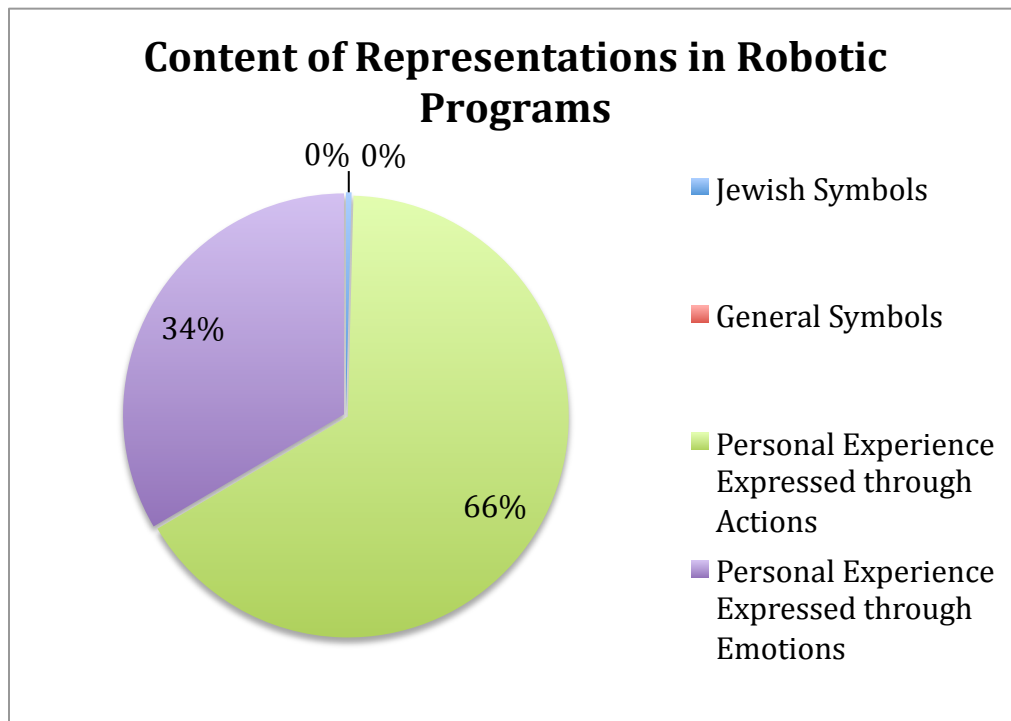 Content of Representations in Robotic
Programs
0% 0%
34%
66%
Jewish Symbols
General Symbols
Personal Experience
Expressed through
Actions
Personal Experience
Expressed through
Emotions